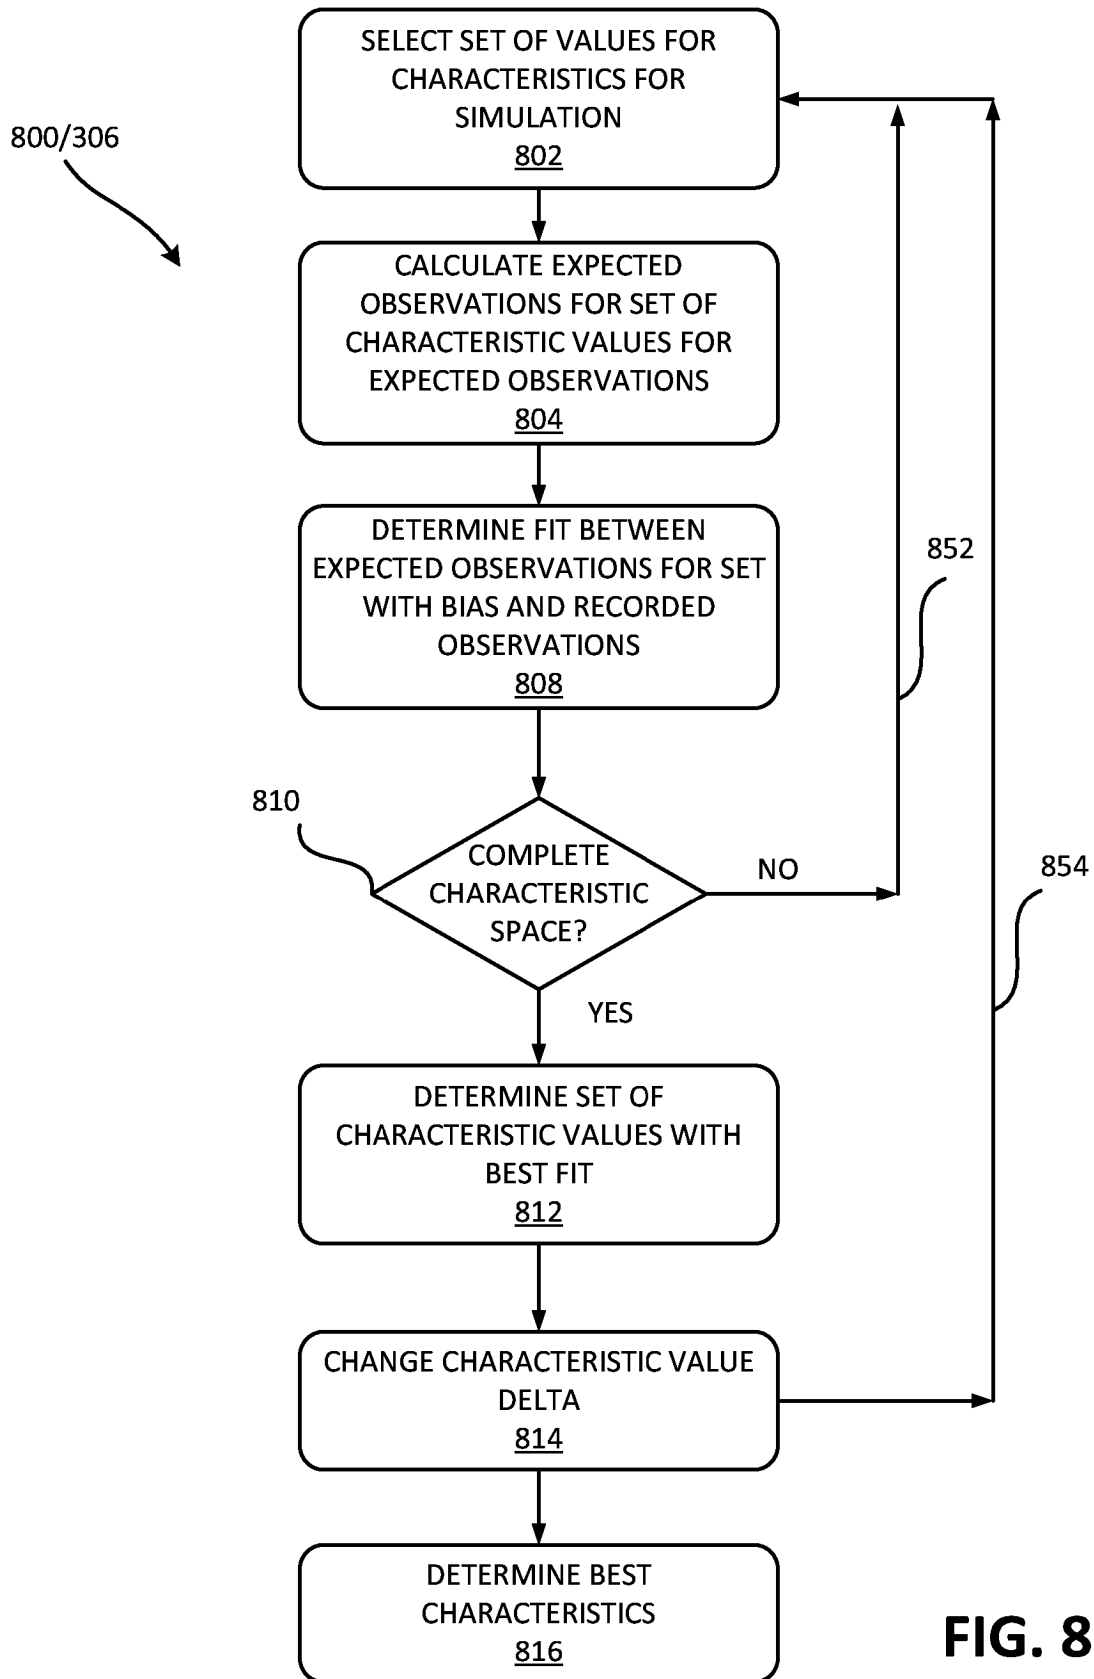 SELECT SET OF VALUES FOR
CHARACTERISTICS FOR
SIMULATION
802
800/306
CALCULATE EXPECTED
OBSERVATIONS FOR SET OF
CHARACTERISTIC VALUES FOR
EXPECTED OBSERVATIONS
804
DETERMINE FIT BETWEEN
EXPECTED OBSERVATIONS FOR SET
WITH BIAS AND RECORDED
OBSERVATIONS
808
852
810
COMPLETE
CHARACTERISTIC
SPACE?
NO
854
YES
DETERMINE SET OF
CHARACTERISTIC VALUES WITH
BEST FIT
812
CHANGE CHARACTERISTIC VALUE
DELTA
814
DETERMINE BEST
CHARACTERISTICS
816
FIG. 8